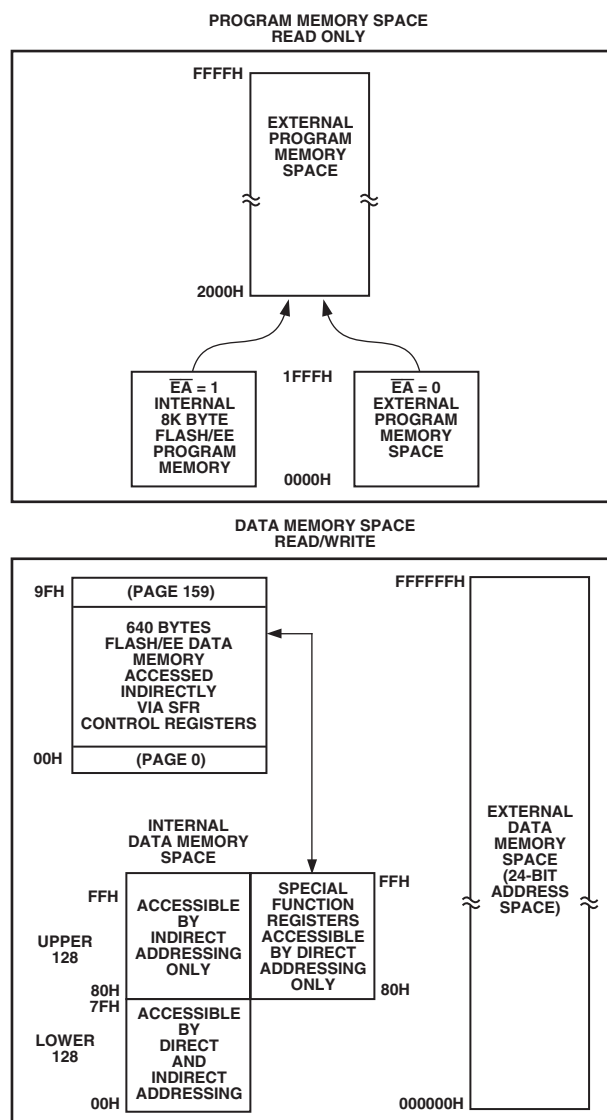 PROGRAM MEMORY SPACE
READ ONLY
FFFFH
EXTERNAL
PROGRAM
MEMORY
SPACE
2000H
EA = 1
INTERNAL
8K BYTE
FLASH/EE
PROGRAM
MEMORY
1FFFH
0000H
EA = 0
EXTERNAL
PROGRAM
MEMORY
SPACE
DATA MEMORY SPACE
READ/WRITE
9FH
(PAGE 159)
640 BYTES
FLASH/EE DATA
MEMORY
ACCESSED
INDIRECTLY
VIA SFR
CONTROL REGISTERS
00H
(PAGE 0)
INTERNAL
DATA MEMORY
SPACE
FFH
UPPER
128
80H
ACCESSIBLE
BY
INDIRECT
ADDRESSING
ONLY
SPECIAL
FUNCTION
REGISTERS
ACCESSIBLE
BY DIRECT
ADDRESSING
ONLY
FFH
80H
7FH
LOWER
128
00H
ACCESSIBLE
BY
DIRECT
AND
INDIRECT
ADDRESSING
FFFFFFH
EXTERNAL
DATA
MEMORY
SPACE
(24-BIT
ADDRESS
SPACE)
000000H